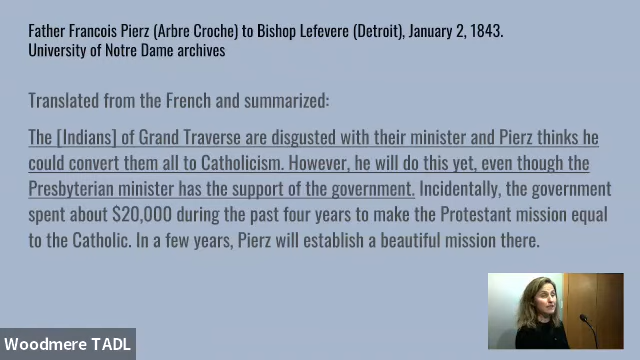 Father Francois Pierz (Arbre Croche) to Bishop Lefevere (Detroit), January 2, 1843.
University of Notre Dame archives
Translated from the French and summarized:
The [Indians] of Grand Traverse are disgusted with their minister and Pierz thinks he
could convert them all to Catholicism. However, he will do this yet, even though the
Presbyterian minister has the support of the government. Incidentally, the government
spent about $20,000 during the past four years to make the Protestant mission equal
to the Catholic. In a few years, Pierz will establish a beautiful mission there.
Woodmere TADL